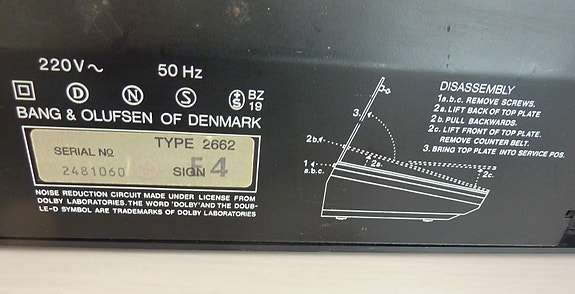 220V~ 50 Hz
D N S BZ 19
BANG & OLUFSEN OF DENMARK
TYPE 2662
SERIAL No
2481060 SIGN E4
NOISE REDUCTION CIRCUIT MADE UNDER LICENSE FROM
DOLBY LABORATORIES. THE WORD 'DOLBY' AND THE DOUB-
LE-D SYMBOL ARE TRADEMARKS OF DOLBY LABORATORIES
3.
2b.
2a.
1
a.b.c.
2c.
DISASSEMBLY
1a.b.c. REMOVE SCREWS.
2a. LIFT BACK OF TOP PLATE
2b. PULL BACKWARDS.
2c. LIFT FRONT OF TOP PLATE.
REMOVE COUNTER BELT.
3. BRING TOP PLATE INTO SERVICE POS.